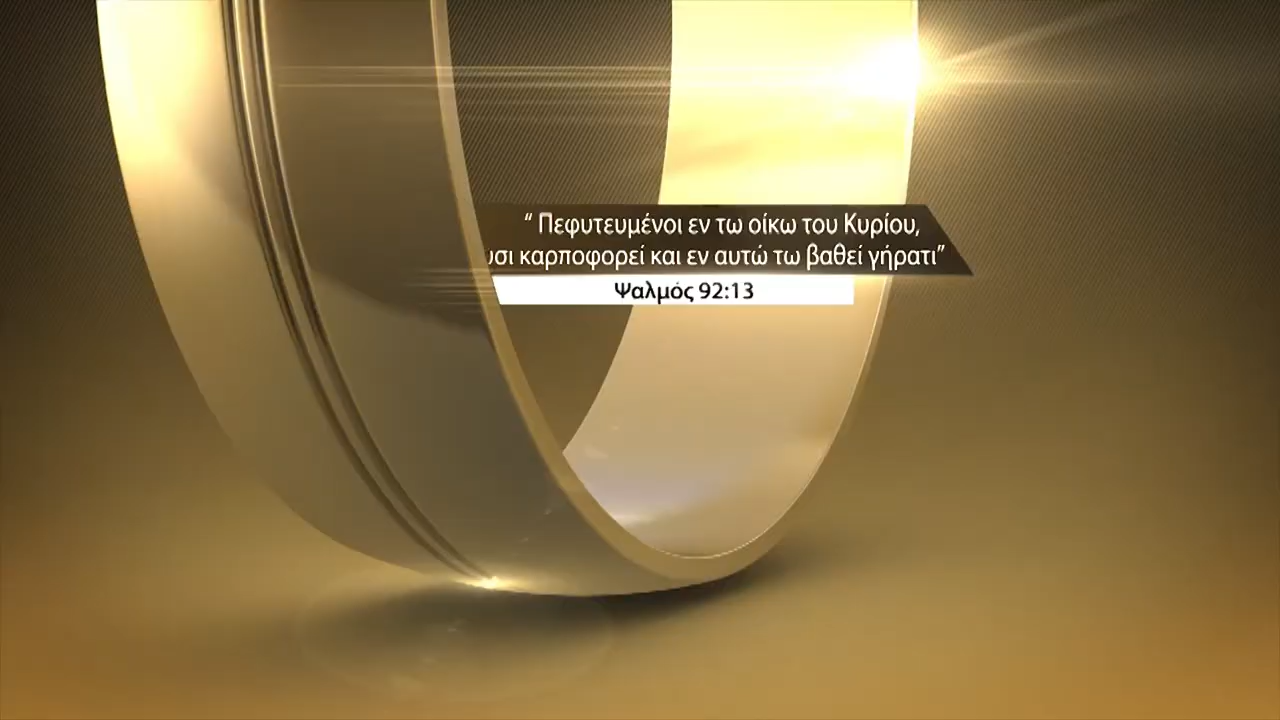 “ Πεφυτευμένοι εν τω οίκω του Κυρίου,
καρποφορεί και εν αυτώ τω βαθεί γήρατι”
Ψαλμός 92:13